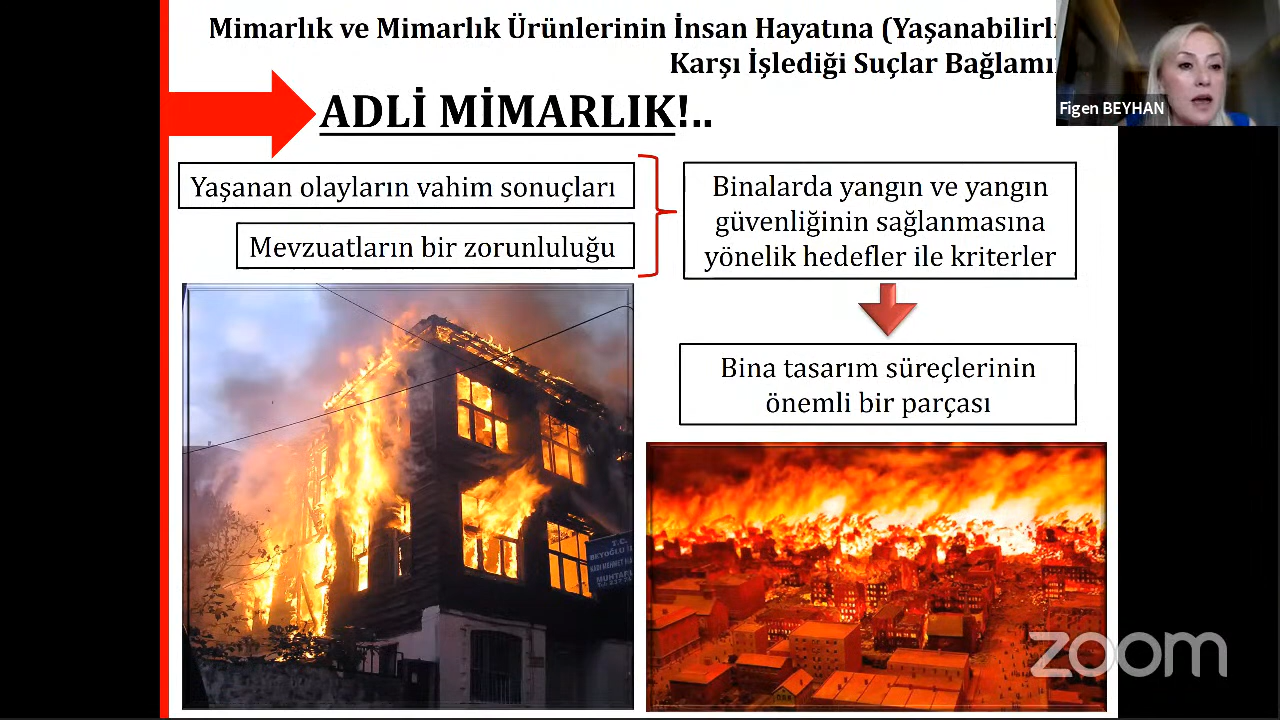 Mimarlık ve Mimarlık Ürünlerinin İnsan Hayatına
Karşı İşlediği Suçlar
ADLİ MİMARLIK!..
Figen BEYHAN
Yaşanan olayların vahim sonuçları
Mevzuatların bir zorunluluğu
Binalarda yangın ve yangın
güvenliğinin sağlanmasına
yönelik hedefler ile kriterler
Bina tasarım süreçlerinin
önemli bir parçası
T.C.
BEYOĞLU
zoom